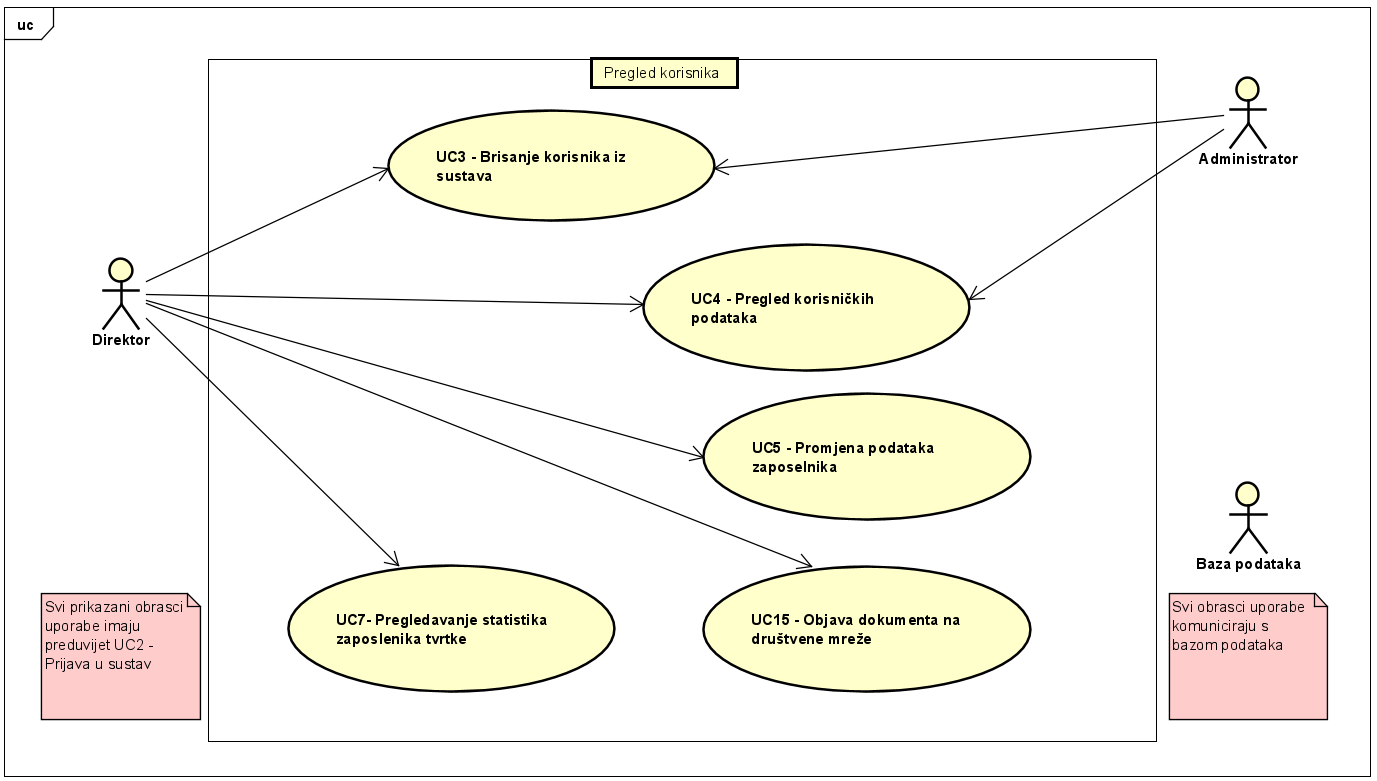 uc
Pregled korisnika
UC3 - Brisanje korisnika iz
sustava
Administrator
UC4 - Pregled korisničkih
podataka
Direktor
UC5 - Promjena podataka
zaposelnika
Baza podataka
UC7- Pregledavanje statistika
zaposlenika tvrtke
UC15 - Objava dokumenta na
društvene mreže
Svi prikazani obrasci
uporabe imaju
preduvijet UC2 -
Prijava u sustav
Svi obrasci uporabe
komuniciraju s
bazom podataka